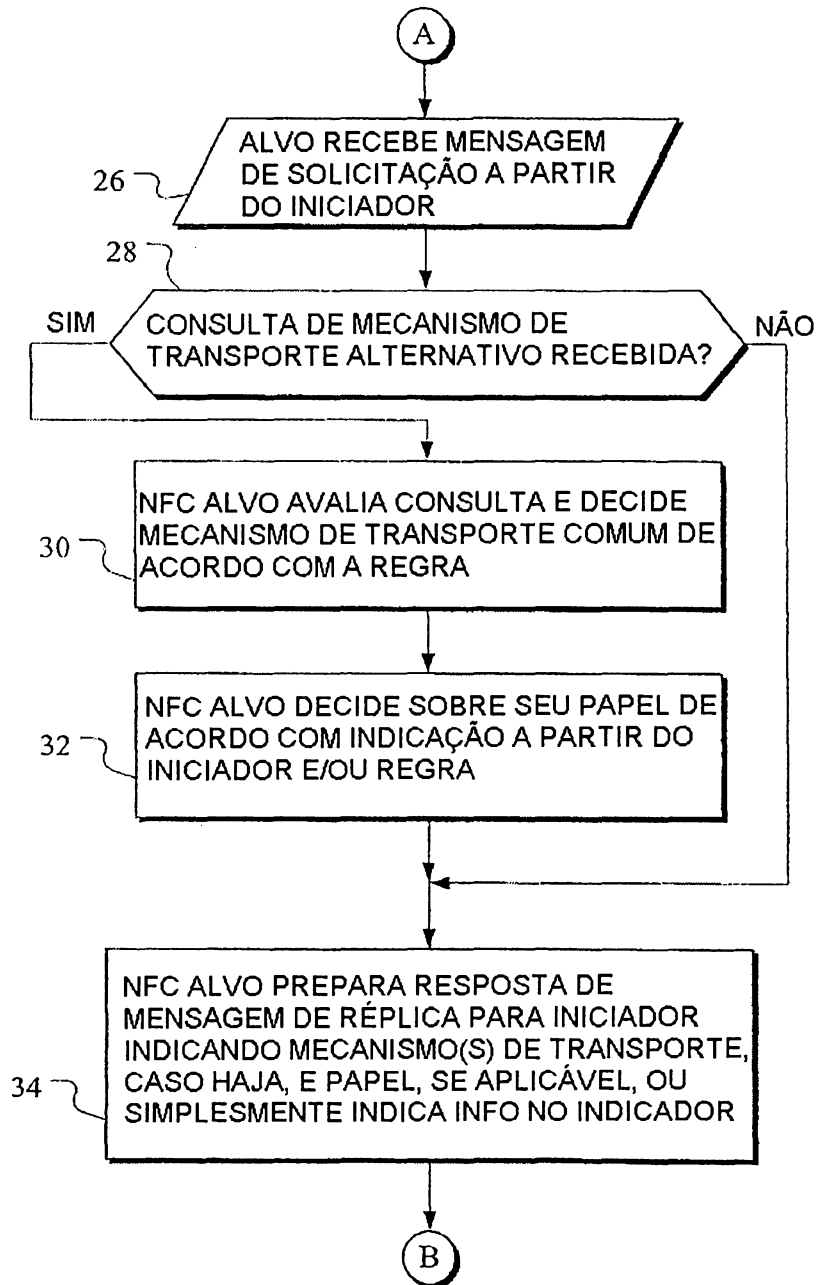 A
26
ALVO RECEBE MENSAGEM
DE SOLICITAÇÃO A PARTIR
DO INICIADOR
28
SIM
CONSULTA DE MECANISMO DE
TRANSPORTE ALTERNATIVO RECEBIDA?
NÃO
30
NFC ALVO AVALIA CONSULTA E DECIDE
MECANISMO DE TRANSPORTE COMUM DE
ACORDO COM A REGRA
32
NFC ALVO DECIDE SOBRE SEU PAPEL DE
ACORDO COM INDICAÇÃO A PARTIR DO
INICIADOR E/OU REGRA
34
NFC ALVO PREPARA RESPOSTA DE
MENSAGEM DE RÉPLICA PARA INICIADOR
INDICANDO MECANISMO(S) DE TRANSPORTE,
CASO HAJA, E PAPEL, SE APLICÁVEL, OU
SIMPLESMENTE INDICA INFO NO INDICADOR
B